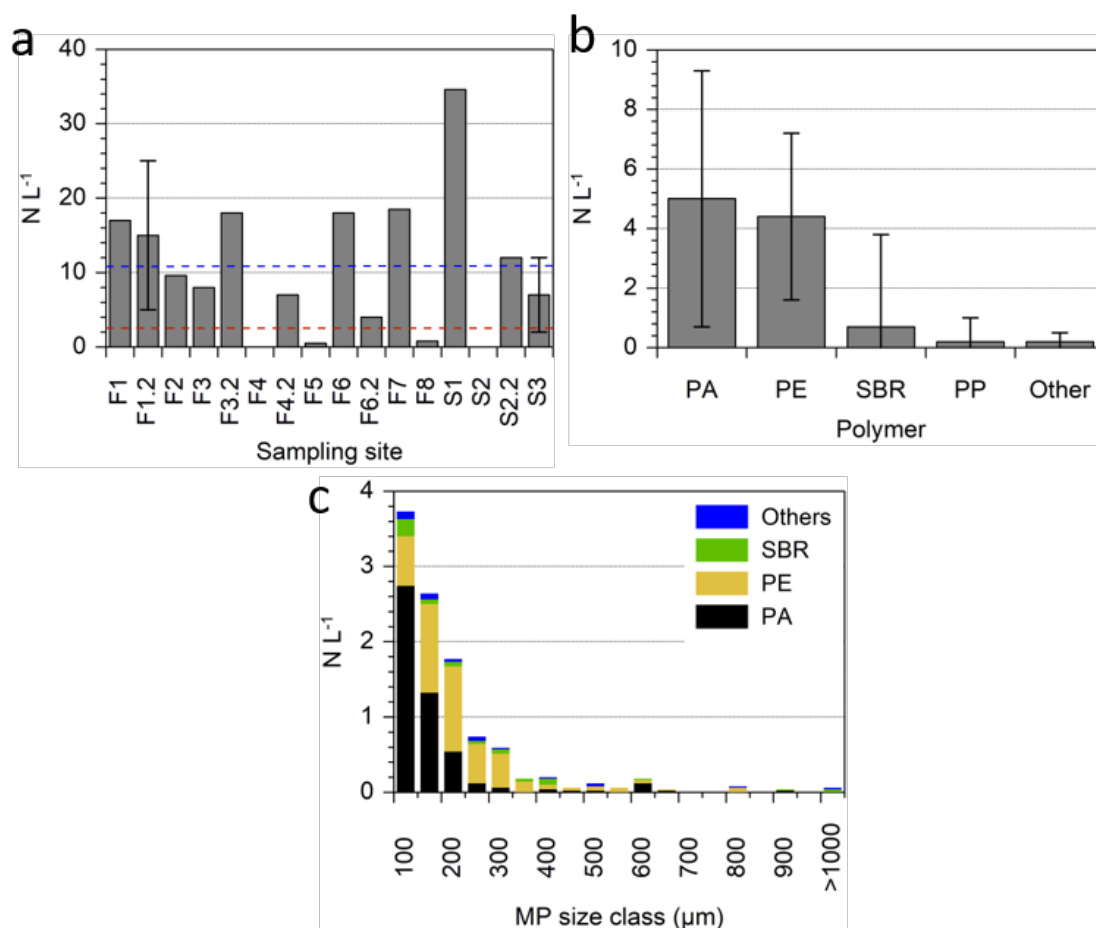 a
40
30
20
10
0
N L⁻¹
F1
F1.2
F2
F3
F3.2
F4
F4.2
F5
F6
F6.2
F7
F8
S1
S2
S2.2
S3
Sampling site
b
10
8
6
4
2
0
N L⁻¹
PA
PE
SBR
PP
Other
Polymer
c
4
3
2
1
0
N L⁻¹
Others
SBR
PE
PA
100
200
300
400
500
600
700
800
900
>1000
MP size class (µm)